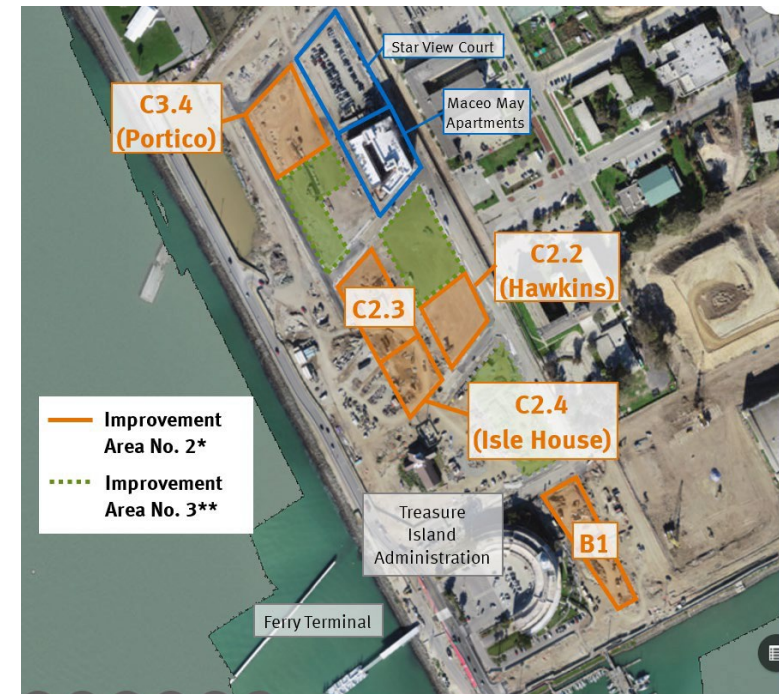 Star View Court
C3.4
(Portico)
Maceo May
Apartments
C2.2
(Hawkins)
C2.3
C2.4
(Isle House)
Improvement
Area No. 2*
Improvement
Area No. 3**
Treasure
Island
Administration
B1
Ferry Terminal